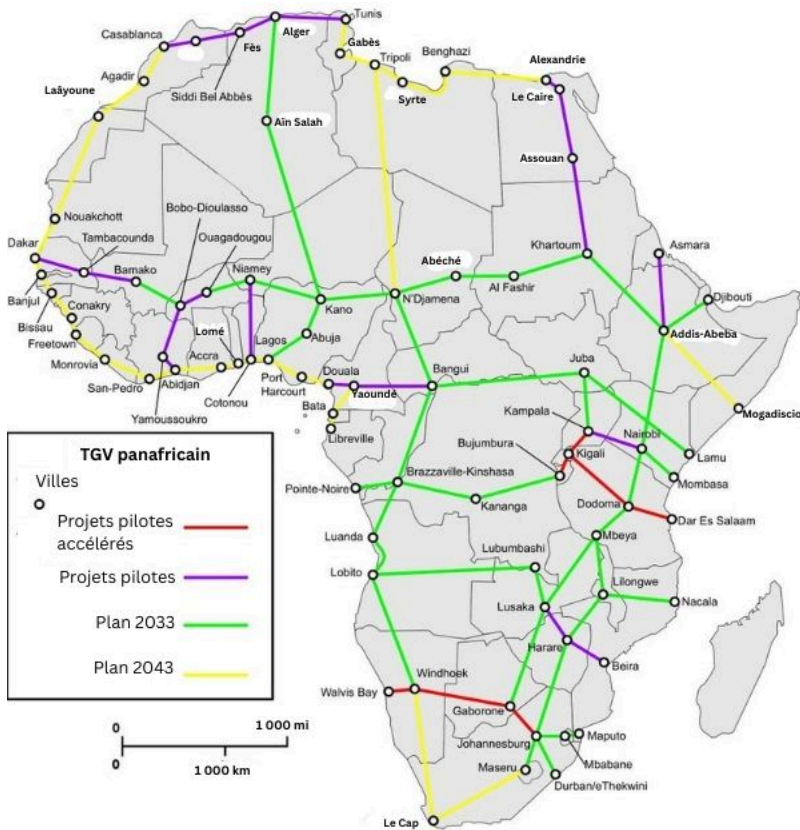 Tunis
Casablanca
Alger
Gabès
Fès
Tripoli
Benghazi
Alexandrie
Agadir
Siddi Bel Abbès
Syrte
Le Caire
Laâyoune
Aïn Salah
Assouan
Bobo-Dioulasso
Nouakchott
Ouagadougou
Dakar
Tambacounda
Niamey
Abéché
Khartoum
Asmara
Bamako
Banjul
Al Fashir
Djibouti
Bissau
Conakry
Kano
N'Djamena
Freetown
Lomé
Lagos
Abuja
Addis-Abeba
Monrovia
Accra
Port
Harcourt
Douala
Bangui
Juba
San-Pedro
Abidjan
Cotonou
Yaoundè
Yamoussoukro
Bata
Kampala
Mogadiscio
Libreville
Bujumbura
Nairobi
Kigali
Lamu
TGV panafricain
Villes
Projets pilotes
accélérés
Projets pilotes
Plan 2033
Plan 2043
Brazzaville-Kinshasa
Mombasa
Pointe-Noire
Kananga
Dodoma
Dar Es Salaam
Luanda
Mbeya
Lubumbashi
Lobito
Lilongwe
Lusaka
Nacala
Harare
Beira
Windhoek
Walvis Bay
Gaborone
0
1 000 mi
0
1 000 km
Johannesburg
Maputo
Mbabane
Maseru
Durban/eThekwini
Le Cap